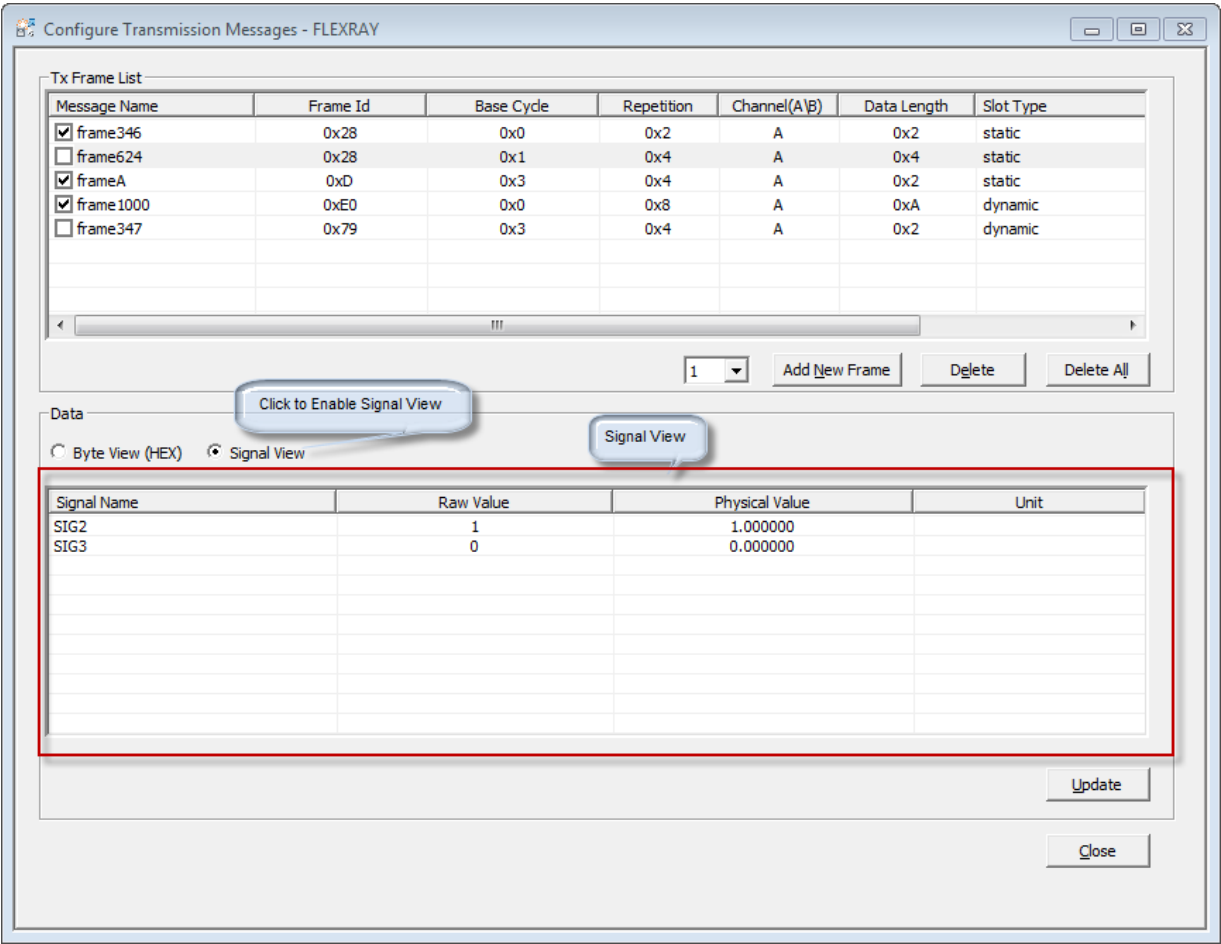 Configure Transmission Messages - FLEXRAY
Tx Frame List
Message Name Frame Id Base Cycle Repetition Channel(A\B) Data Length Slot Type
frame346 0x28 0x0 0x2 A 0x2 static
frame624 0x28 0x1 0x4 A 0x4 static
frameA 0xD 0x3 0x4 A 0x2 static
frame1000 0xE0 0x0 0x8 A 0xA dynamic
frame347 0x79 0x3 0x4 A 0x2 dynamic
1 Add New Frame Delete Delete All
Click to Enable Signal View
Data
Signal View
Byte View (HEX) Signal View
Signal Name Raw Value Physical Value Unit
SIG2 1 1.000000
SIG3 0 0.000000
Update
Close